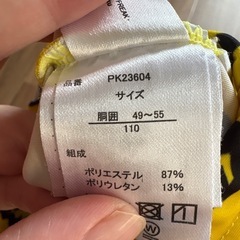 品番 PK23604
サイズ
胴囲 49~55
110
組成
ポリエステル 87%
ポリウレタン 13%
W